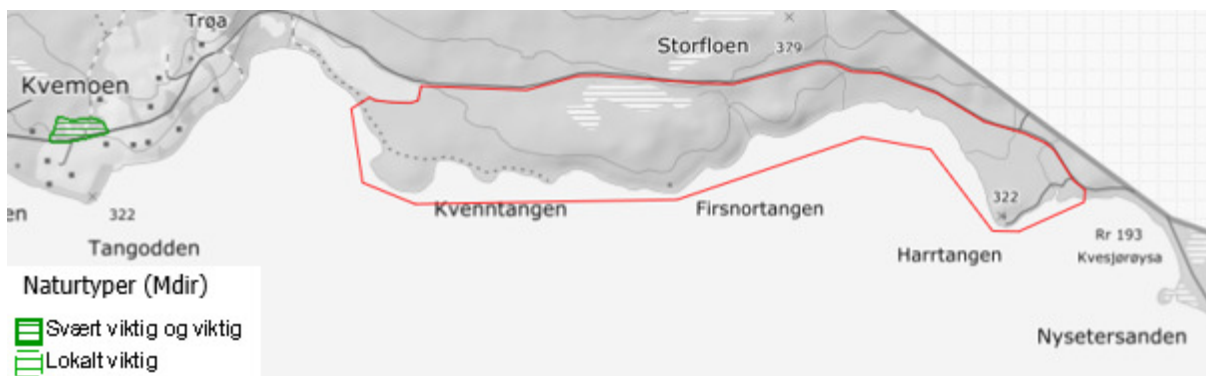 Trøa
Storfloen
379
Kvemoen
322
en
Tangodden
Kvenntangen
Firsnortangen
322
Harrtangen
Rr 193
Kvesjørøysa
Nysetersanden
Naturtyper (Mdir)
Svært viktig og viktig
Lokalt viktig